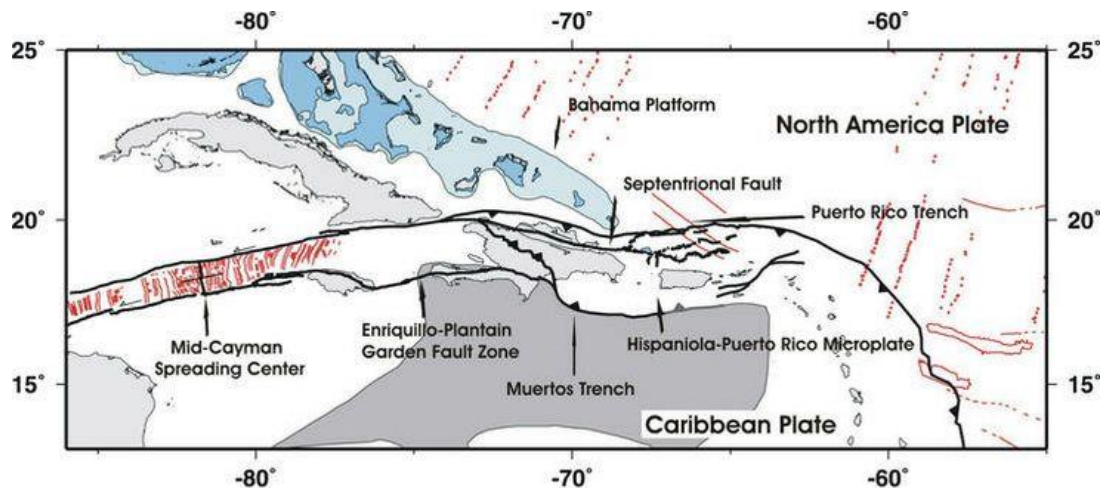 -80°
-70°
-60°
25°
25°
Bahama Platform
North America Plate
Septentrional Fault
20°
Puerto Rico Trench
20°
Mid-Cayman
Spreading Center
Enriquillo-Plantain
Garden Fault Zone
Hispaniola-Puerto Rico Microplate
15°
Muertos Trench
15°
Caribbean Plate
-80°
-70°
-60°